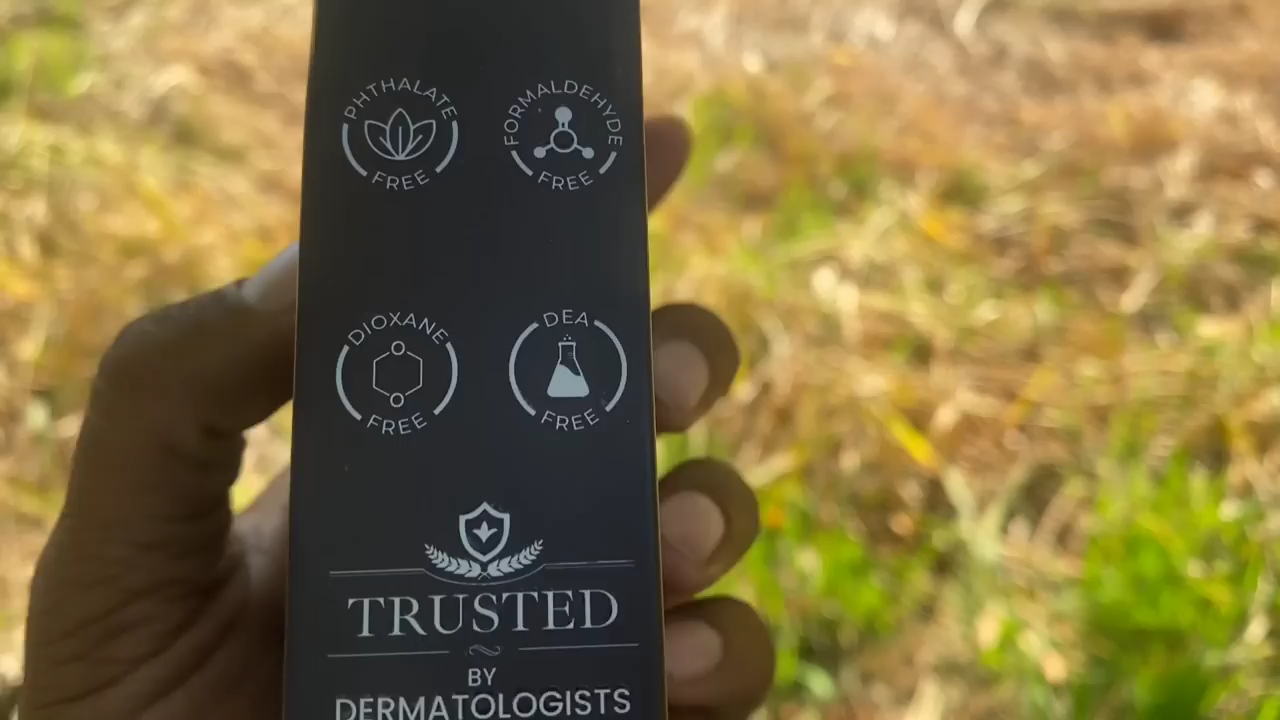 PHTHALATE
FREE
FORMALDEHYDE
FREE
DIOXANE
O
O
FREE
DEA
FREE
TRUSTED
BY
DERMATOLOGISTS